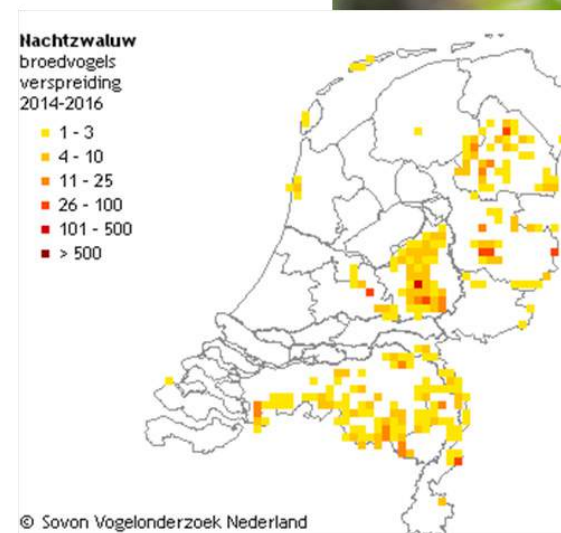 Nachtzwaluw
broedvogels
verspreiding
2014-2016
1 - 3
4 - 10
11 - 25
26 - 100
101 - 500
> 500
© Sovon Vogelonderzoek Nederland